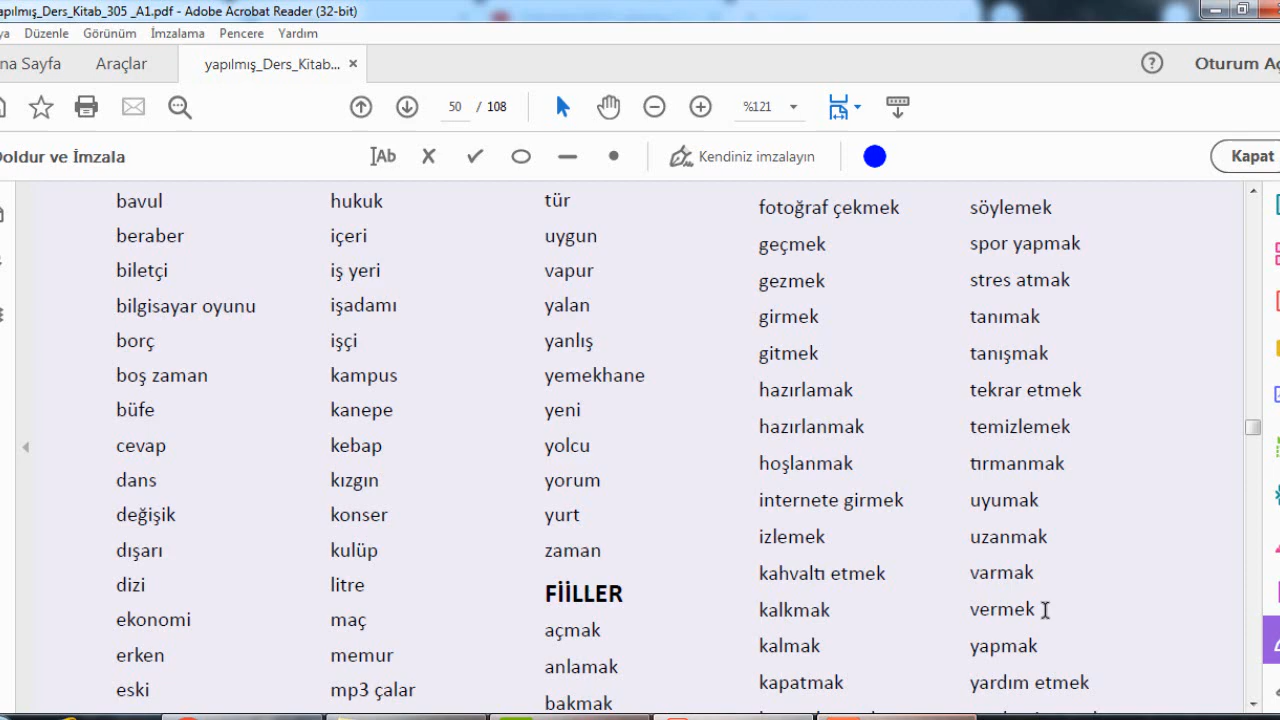 apılmış_Ders_Kitab_305 _A1.pdf - Adobe Acrobat Reader (32-bit)
Düzenle Görünüm İmzalama Pencere Yardım
na Sayfa Araçlar yapılmış_Ders_Kitab... × ? Oturum Aç
50 / 108 %121
oldur ve İmzala Ab Kendiniz imzalayın Kapat
bavul
beraber
biletçi
bilgisayar oyunu
borç
boş zaman
büfe
cevap
dans
değişik
dışarı
dizi
ekonomi
erken
eski
hukuk
içeri
iş yeri
işadamı
işçi
kampus
kanepe
kebap
kızgın
konser
kulüp
litre
maç
memur
mp3 çalar
tür
uygun
vapur
yalan
yanlış
yemekhane
yeni
yolcu
yorum
yurt
zaman
FİİLLER
açmak
anlamak
bakmak
fotoğraf çekmek
geçmek
gezmek
girmek
gitmek
hazırlamak
hazırlanmak
hoşlanmak
internete girmek
izlemek
kahvaltı etmek
kalkmak
kalmak
kapatmak
söylemek
spor yapmak
stres atmak
tanımak
tanışmak
tekrar etmek
temizlemek
tırmanmak
uyumak
uzanmak
varmak
vermek
yapmak
yardım etmek